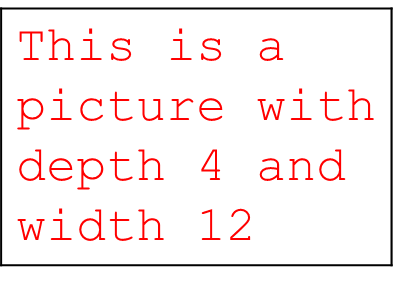 This is a
picture with
depth 4 and
width 12